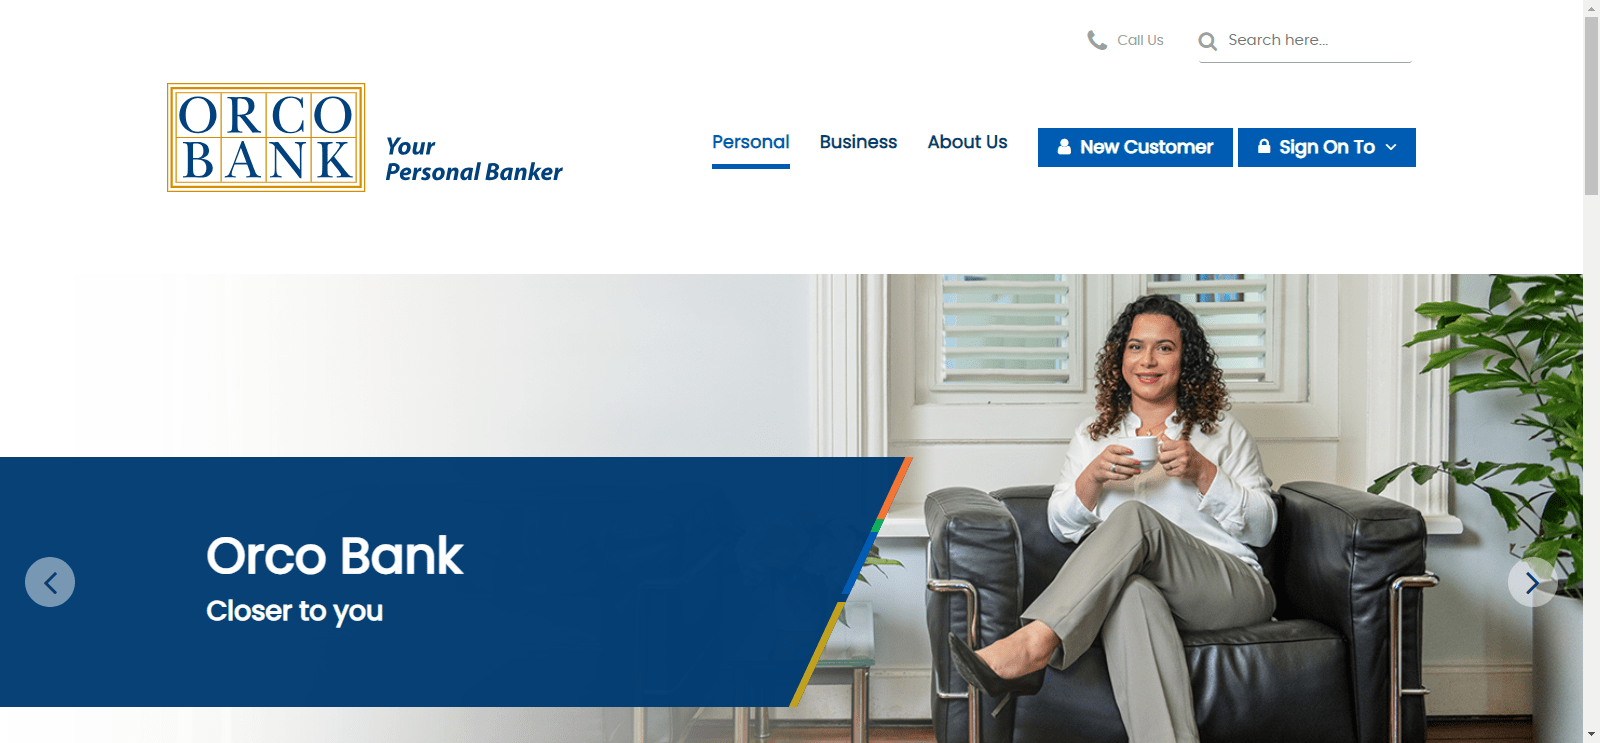 Call Us
Search here...
ORCO
BANK
Your
Personal Banker
Personal
Business
About Us
New Customer
Sign On To
Orco Bank
Closer to you